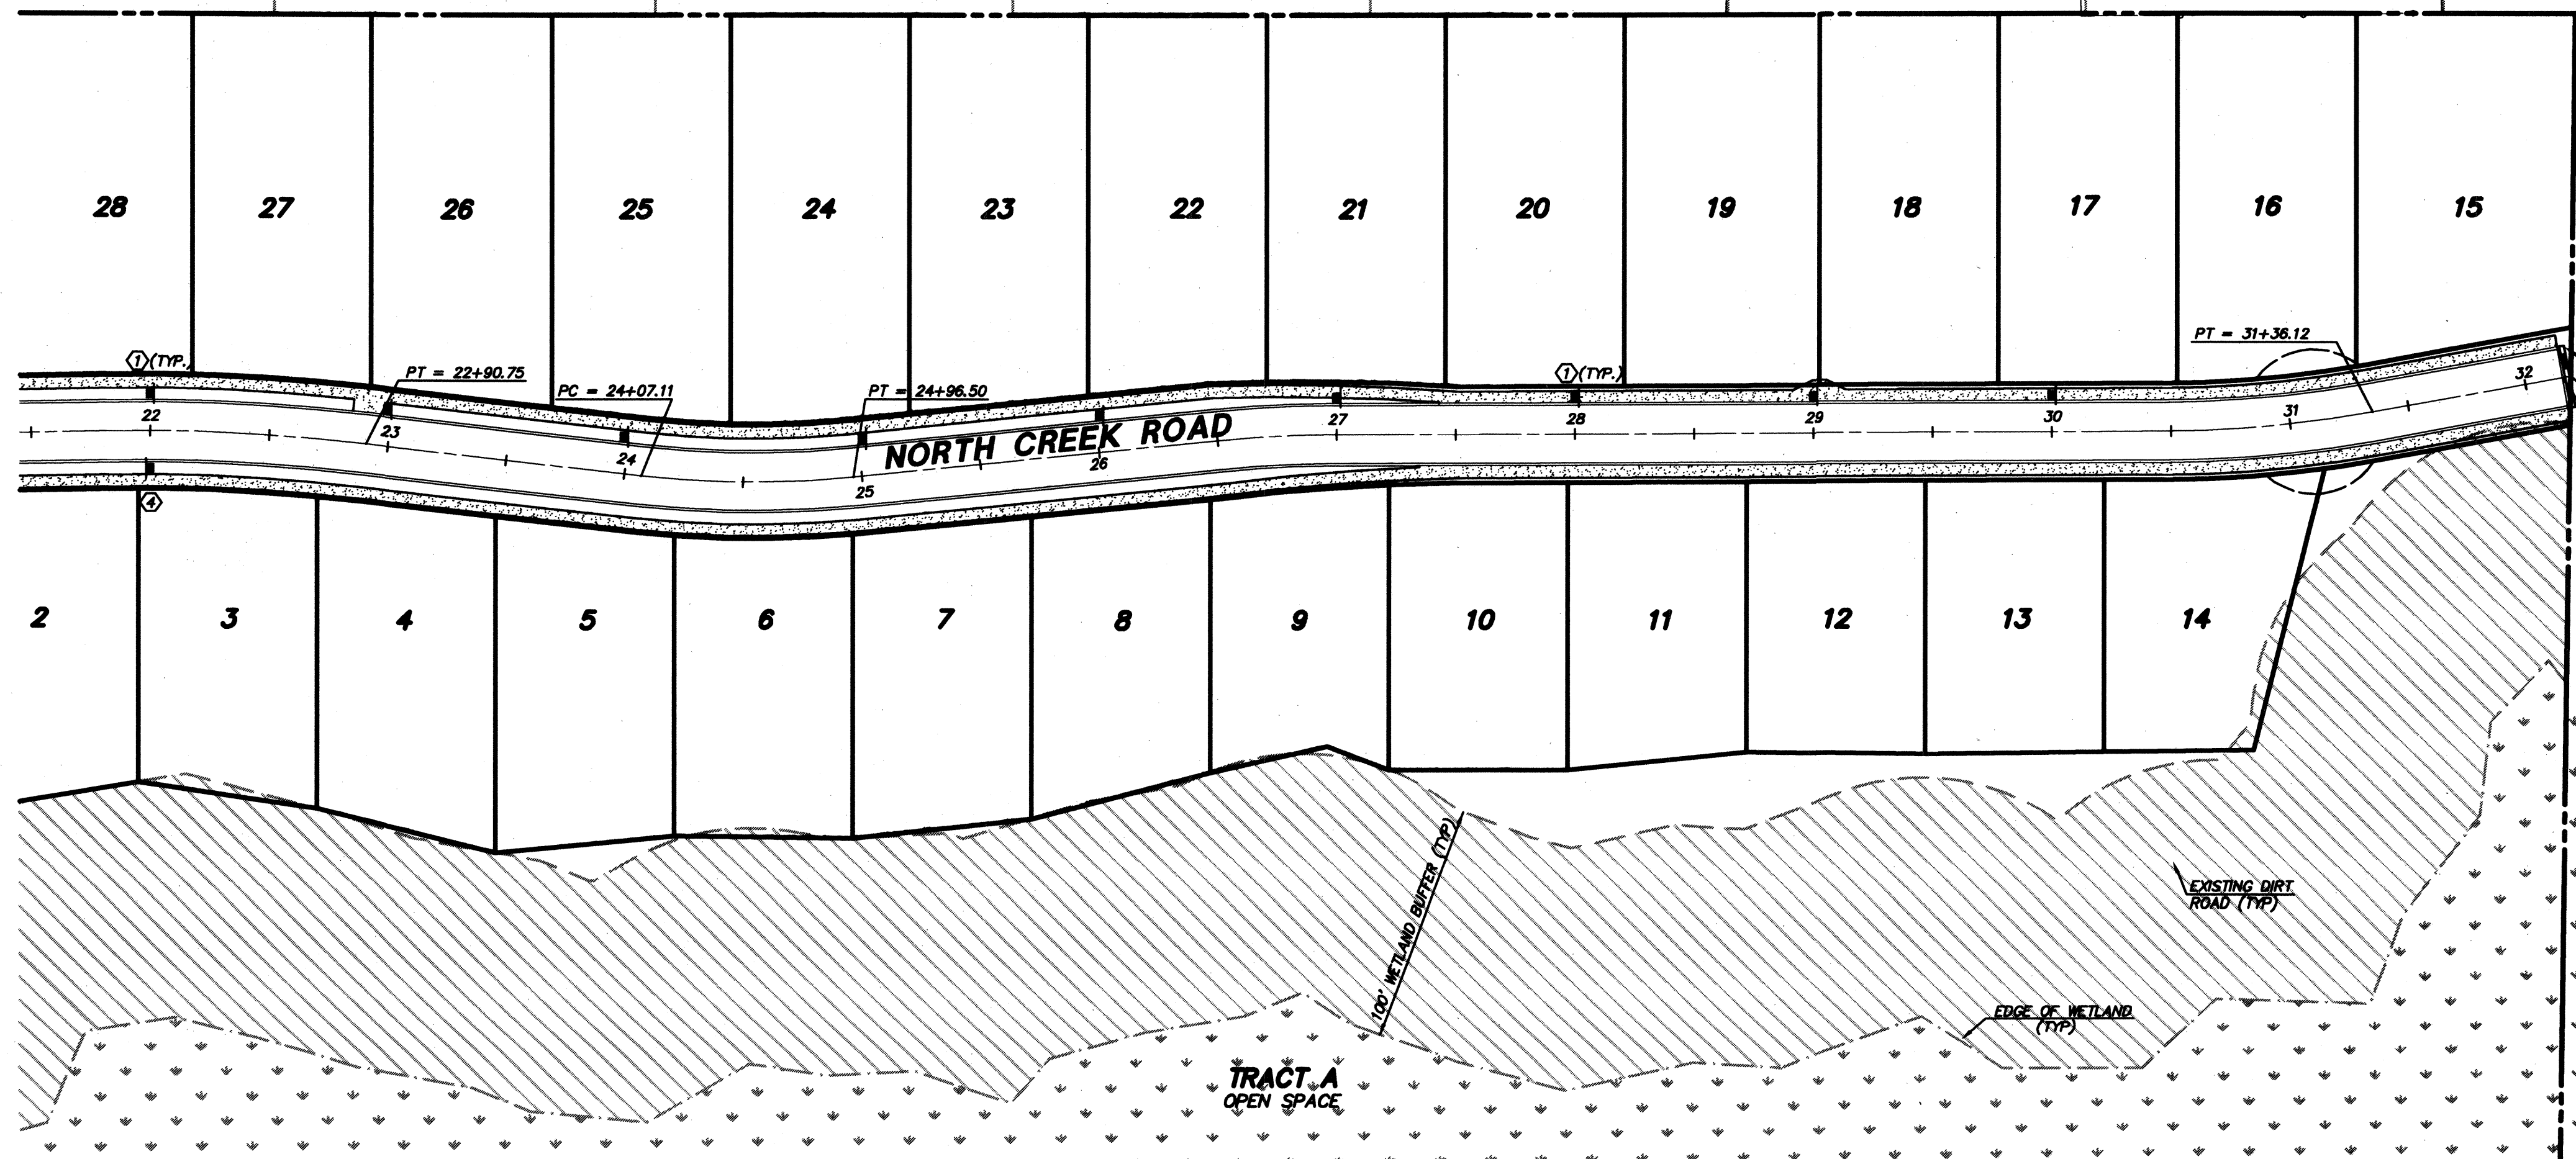 28
27
26
25
24
23
22
21
20
19
18
17
16
15
PT = 31+36.12
1 (TYP.)
PT = 22+90.75
PC = 24+07.11
PT = 24+96.50
1 (TYP.)
22
23
24
25
26
27
28
29
30
31
32
NORTH CREEK ROAD
4
2
3
4
5
6
7
8
9
10
11
12
13
14
100' WETLAND BUFFER (TYP)
EXISTING DIRT
ROAD (TYP)
EDGE OF WETLAND
(TYP)
TRACT A
OPEN SPACE